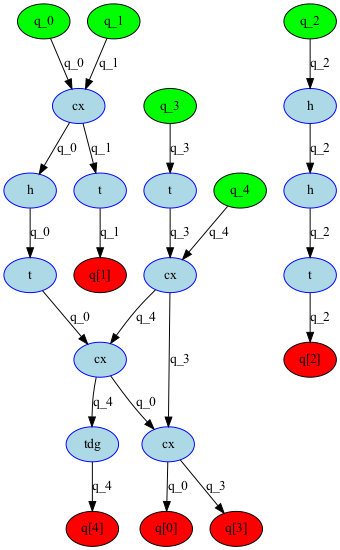 q_0 q_1 q_2
q_0 q_1 q_2
cx q_3 h
q_0 q_1 q_3 q_2
h t t q_4 h
q_0 q_1 q_3 q_4 q_2
t q[1] cx t
q_0 q_4 q_2
cx q_3 q[2]
q_4 q_0
tdg cx
q_4 q_0 q_3
q[4] q[0] q[3]